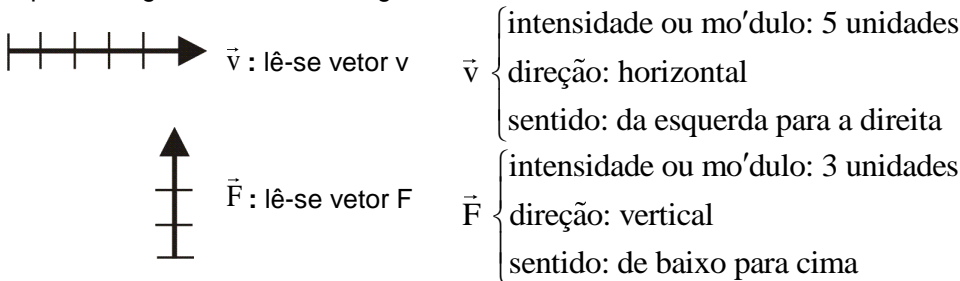 v⃗ : lê-se vetor v
v⃗ { intensidade ou mo′dulo: 5 unidades
direção: horizontal
sentido: da esquerda para a direita
F⃗ : lê-se vetor F
F⃗ { intensidade ou mo′dulo: 3 unidades
direção: vertical
sentido: de baixo para cima